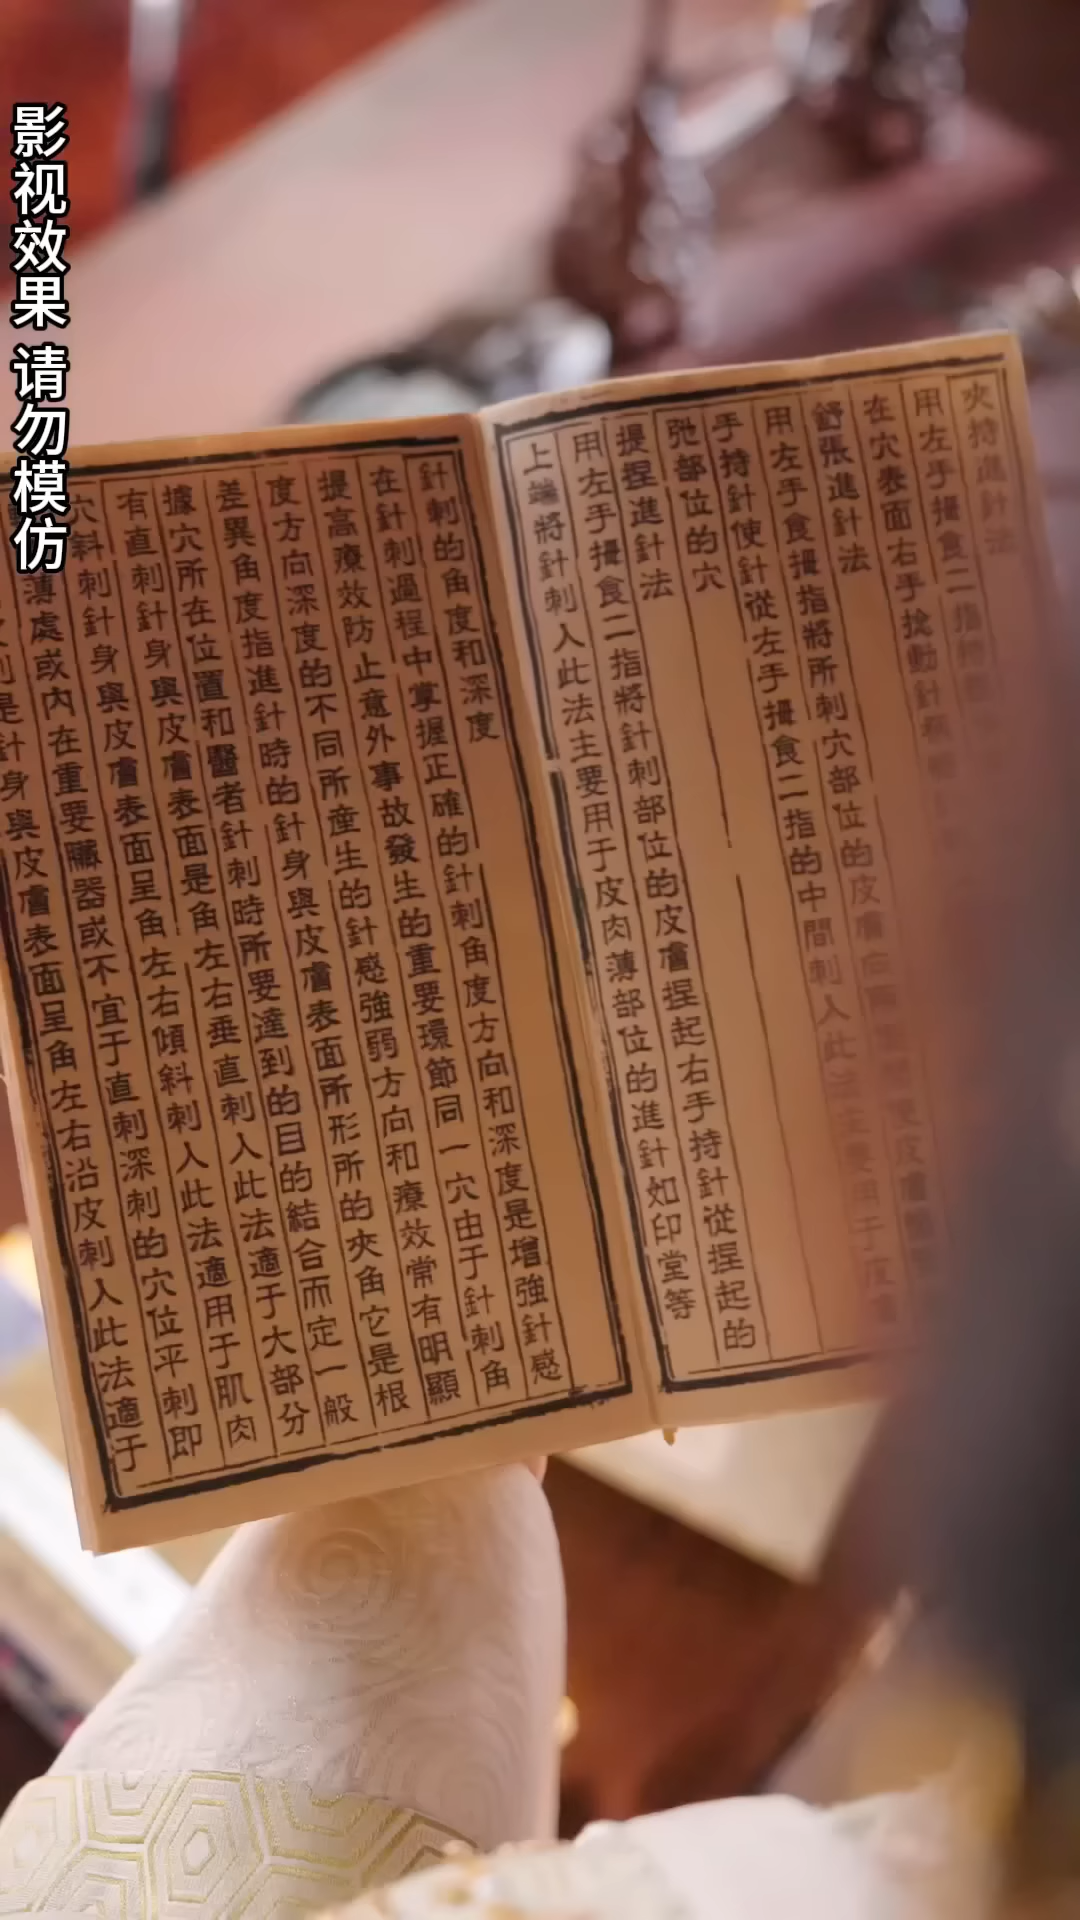 影视效果 请勿模仿
夹持進針法
用左手拇食二指
在穴表面右手捻動針柄
舒張進針法
用左手食拇指將所刺穴部位的皮膚
手持針使針從左手拇食二指的中間刺入此
弛部位的穴
提捏進針法
用左手拇食二指將針刺部位的皮膚捏起右手持針從捏起的
上端將針刺入此法主要用于皮肉薄部位的進針如印堂等
針刺的角度和深度
在針刺過程中掌握正確的針刺角度方向和深度是增強針感
提高療效防止意外事故發生的重要環節同一穴由于針刺角
度方向深度的不同所產生的針感強弱方向和療效常有明顯
差異角度指進針時的針身與皮膚表面所形所的夾角它是根
據穴所在位置和醫者針刺時所要達到的目的結合而定一般
有直刺針身與皮膚表面是角左右垂直刺入此法適于大部分
穴斜刺針身與皮膚表面呈角左右傾斜刺入此法適用于肌肉
薄處或內在重要臟器或不宜于直刺深刺的穴位平刺即
是針身與皮膚表面呈角左右沿皮刺入此法適于